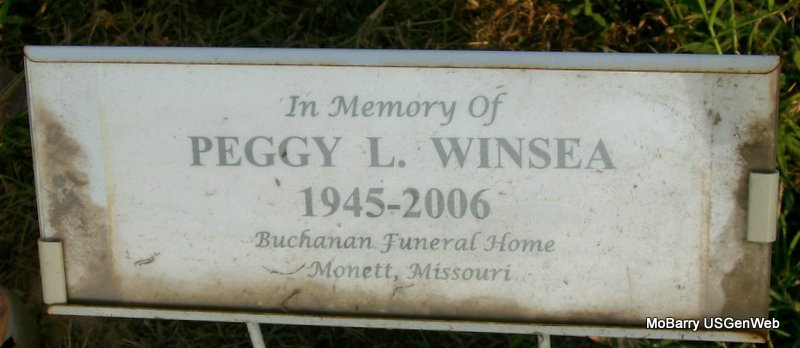 In Memory Of
PEGGY L. WINSEA
1945-2006
Buchanan Funeral Home
Monett, Missouri
MoBarry USGenWeb